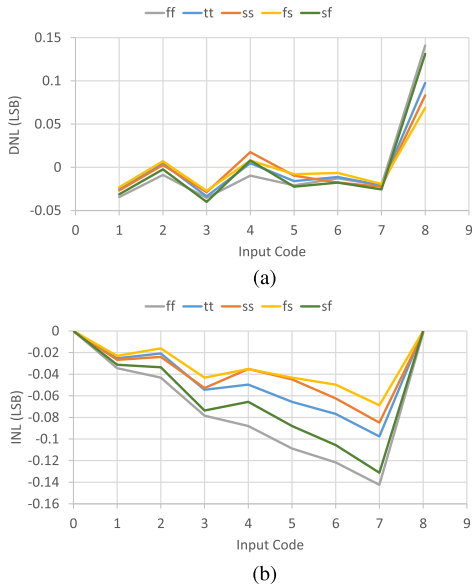 ff tt ss fs sf
0.15
0.1
0.05
0
-0.05
DNL (LSB)
0 1 2 3 4 5 6 7 8 9
Input Code
(a)
ff tt ss fs sf
0
-0.02
-0.04
-0.06
-0.08
-0.1
-0.12
-0.14
-0.16
INL (LSB)
0 1 2 3 4 5 6 7 8 9
Input Code
(b)